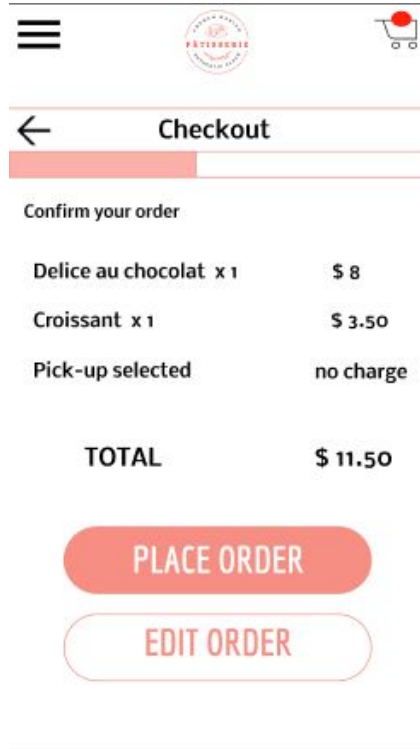 PÂTISSERIE
Checkout
Confirm your order
Delice au chocolat x 1 $ 8
Croissant x 1 $ 3.50
Pick-up selected no charge
TOTAL $ 11.50
PLACE ORDER
EDIT ORDER